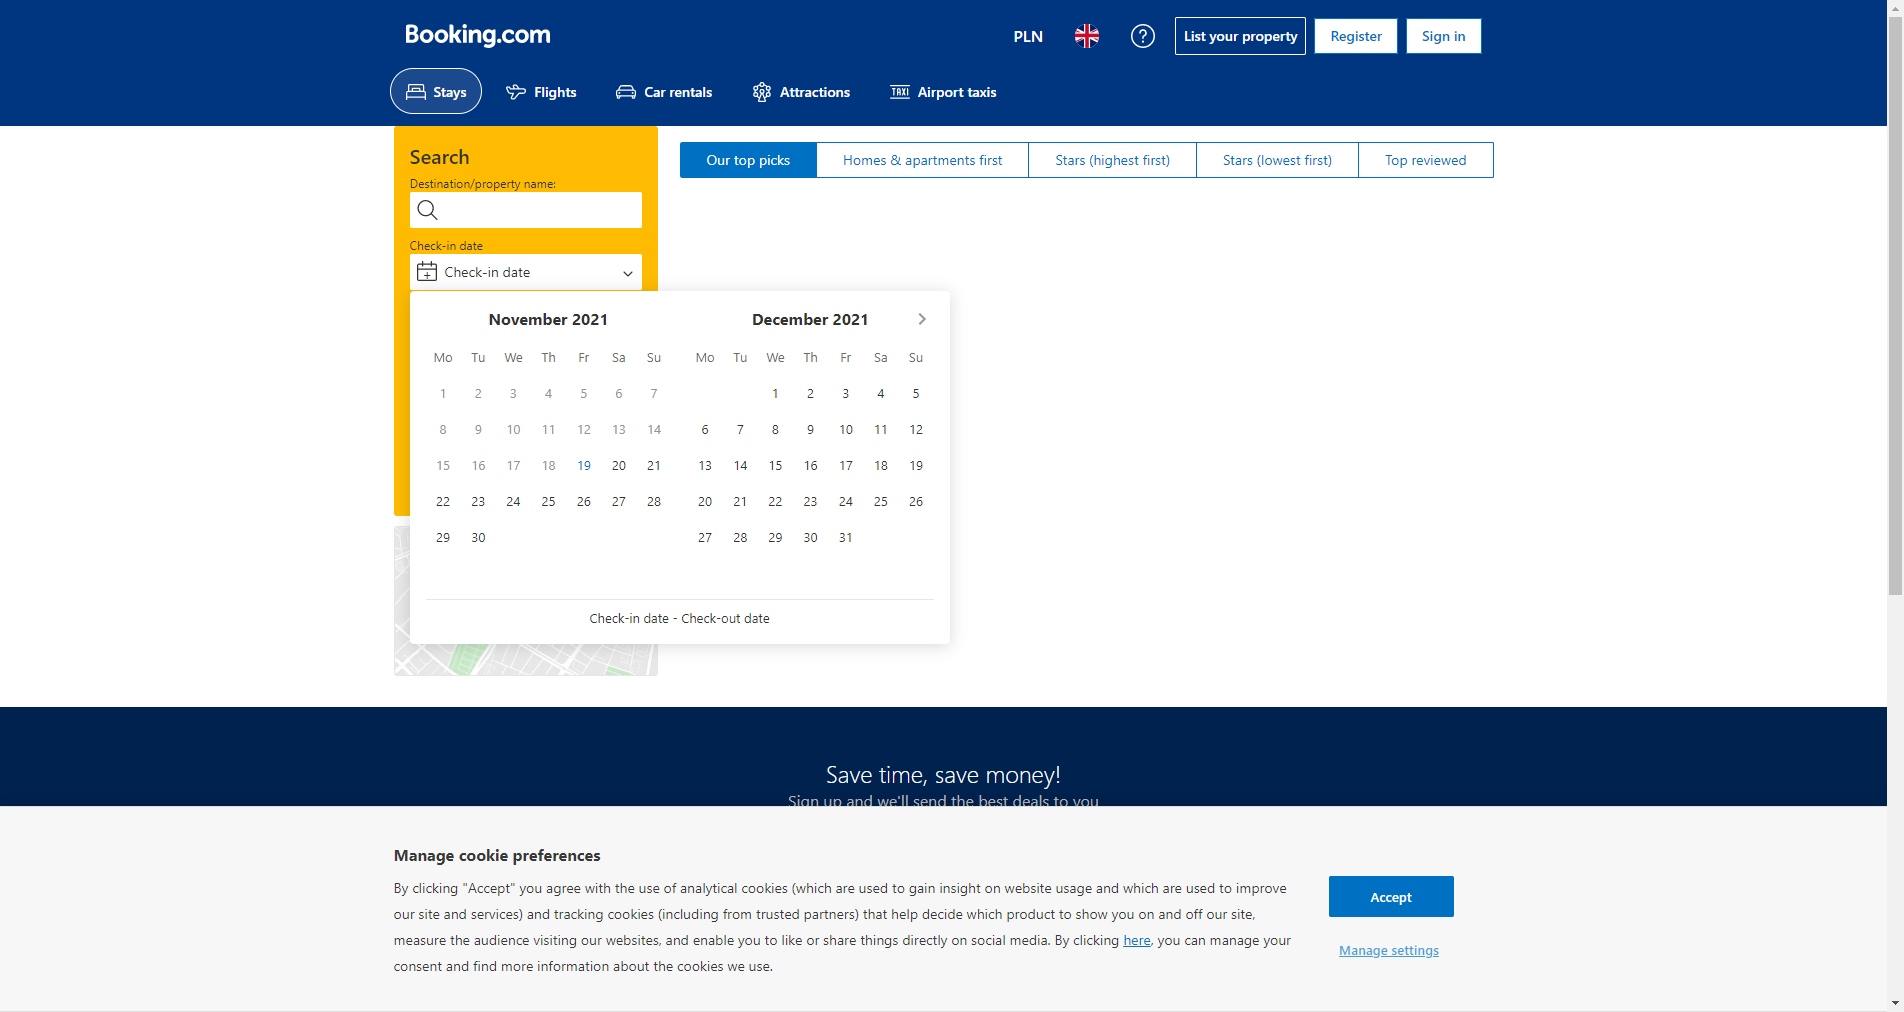 Booking.com
PLN
List your property
Register
Sign in
Stays
Flights
Car rentals
Attractions
TAXI
Airport taxis
Search
Destination/property name:
Check-in date
Check-in date
Our top picks
Homes & apartments first
Stars (highest first)
Stars (lowest first)
Top reviewed
November 2021
Mo Tu We Th Fr Sa Su
1 2 3 4 5 6 7
8 9 10 11 12 13 14
15 16 17 18 19 20 21
22 23 24 25 26 27 28
29 30
December 2021
Mo Tu We Th Fr Sa Su
1 2 3 4 5
6 7 8 9 10 11 12
13 14 15 16 17 18 19
20 21 22 23 24 25 26
27 28 29 30 31
Check-in date - Check-out date
Save time, save money!
Sign up and we'll send the best deals to you
Manage cookie preferences
By clicking "Accept" you agree with the use of analytical cookies (which are used to gain insight on website usage and which are used to improve
our site and services) and tracking cookies (including from trusted partners) that help decide which product to show you on and off our site,
measure the audience visiting our websites, and enable you to like or share things directly on social media. By clicking here, you can manage your
consent and find more information about the cookies we use.
Accept
Manage settings